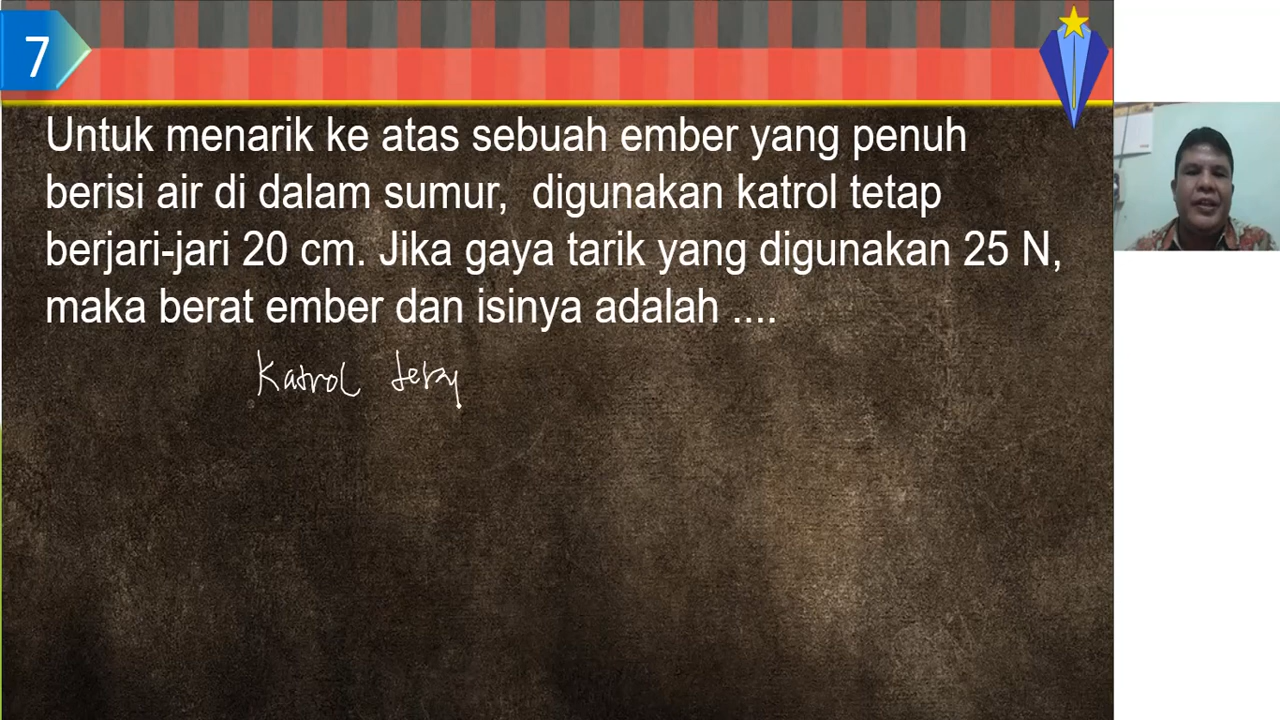 7
Untuk menarik ke atas sebuah ember yang penuh
berisi air di dalam sumur, digunakan katrol tetap
berjari-jari 20 cm. Jika gaya tarik yang digunakan 25 N,
maka berat ember dan isinya adalah ....
Katrol